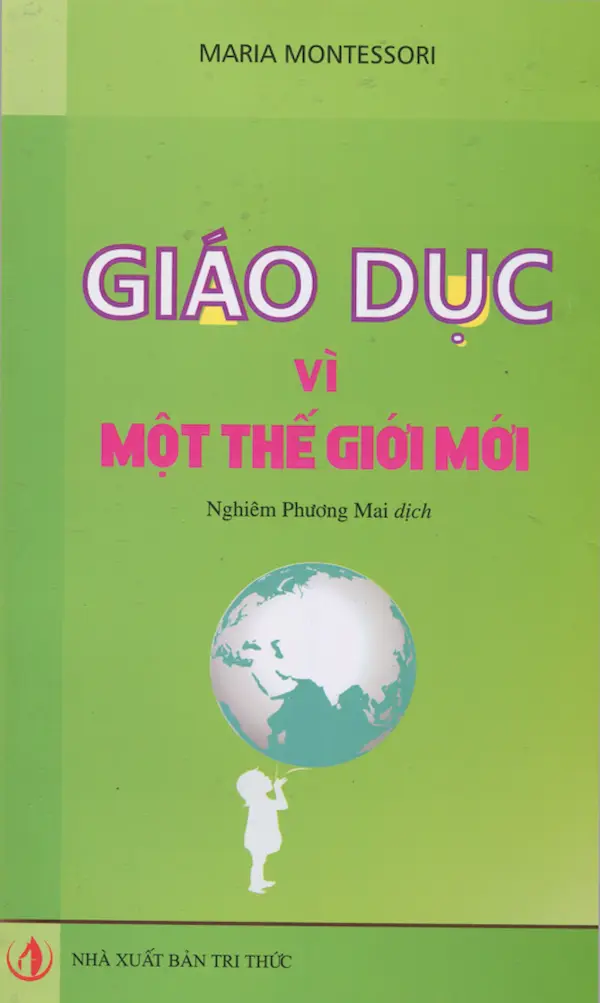 MARIA MONTESSORI
GIÁO DỤC
VÌ
MỘT THẾ GIỚI MỚI
Nghiêm Phương Mai dịch
NHÀ XUẤT BẢN TRI THỨC